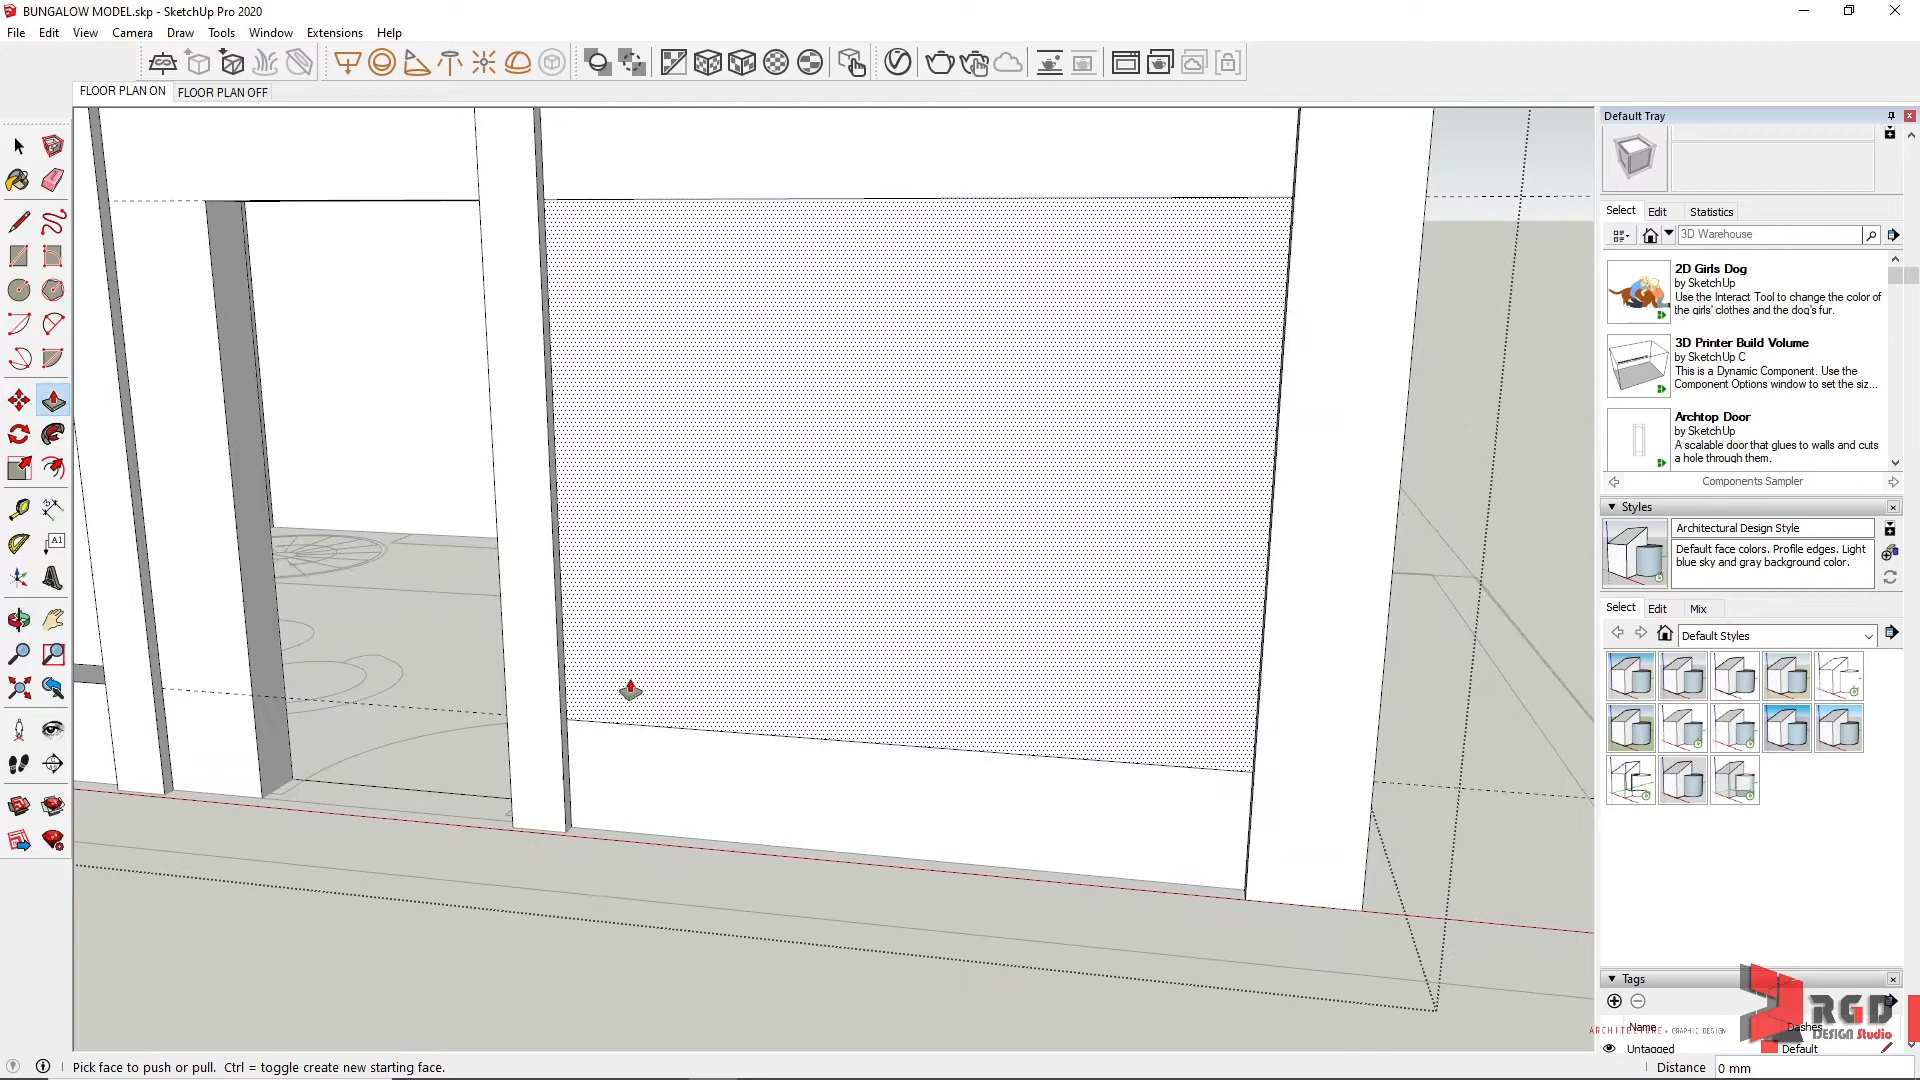 BUNGALOW MODEL.skp - SketchUp Pro 2020
File Edit View Camera Draw Tools Window Extensions Help
FLOOR PLAN ON FLOOR PLAN OFF
Default Tray
Select Edit Statistics
3D Warehouse
2D Girls Dog
by SketchUp
Use the Interact Tool to change the color of
the girls' clothes and the dog's fur.
3D Printer Build Volume
by SketchUp C
This is a Dynamic Component. Use the
Component Options window to set the siz...
Archtop Door
by SketchUp
A scalable door that glues to walls and cuts
a hole through them.
Components Sampler
Styles
Architectural Design Style
Default face colors. Profile edges. Light
blue sky and gray background color.
Select Edit Mix
Default Styles
Tags
Name Dashes
Untagged Default
RGD
DESIGN Studio
ARCHITECTURE + GRAPHIC DESIGN
A1
Pick face to push or pull. Ctrl = toggle create new starting face.
Distance 0 mm